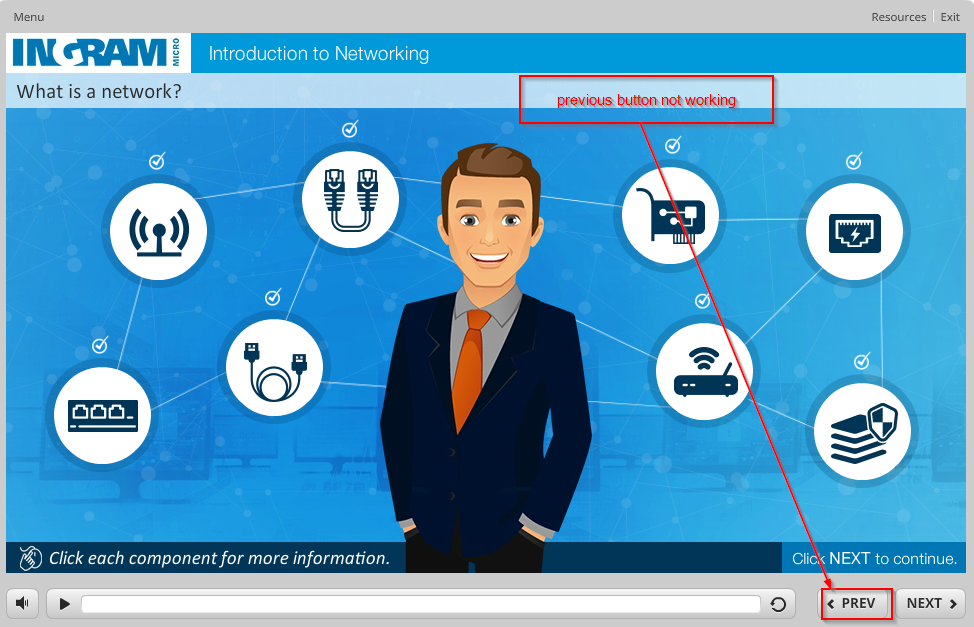 Menu
Resources
Exit
INGRAM MICRO
Introduction to Networking
What is a network?
previous button not working
Click each component for more information.
Click NEXT to continue.
PREV
NEXT